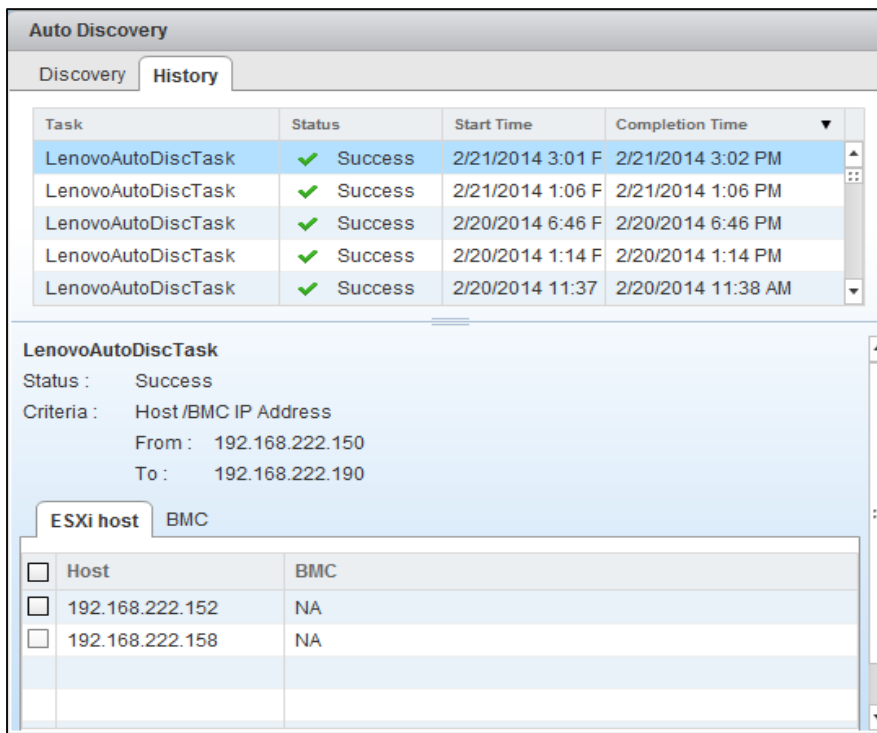 Auto Discovery
Discovery History
Task Status Start Time Completion Time
LenovoAutoDiscTask Success 2/21/2014 3:01 F 2/21/2014 3:02 PM
LenovoAutoDiscTask Success 2/21/2014 1:06 F 2/21/2014 1:06 PM
LenovoAutoDiscTask Success 2/20/2014 6:46 F 2/20/2014 6:46 PM
LenovoAutoDiscTask Success 2/20/2014 1:14 F 2/20/2014 1:14 PM
LenovoAutoDiscTask Success 2/20/2014 11:37 2/20/2014 11:38 AM
LenovoAutoDiscTask
Status : Success
Criteria : Host /BMC IP Address
From : 192.168.222.150
To : 192.168.222.190
ESXi host BMC
Host BMC
192.168.222.152 NA
192.168.222.158 NA